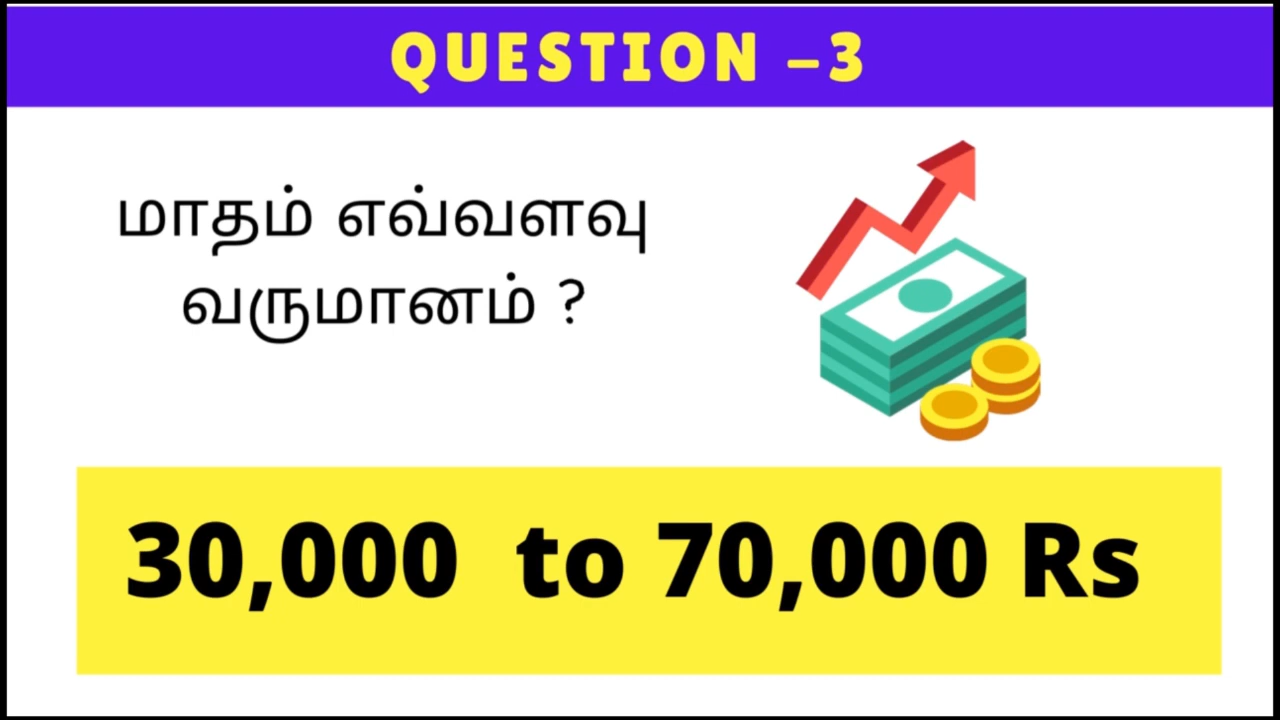 QUESTION –3
மாதம் எவ்வளவு
வருமானம் ?
30,000 to 70,000 Rs